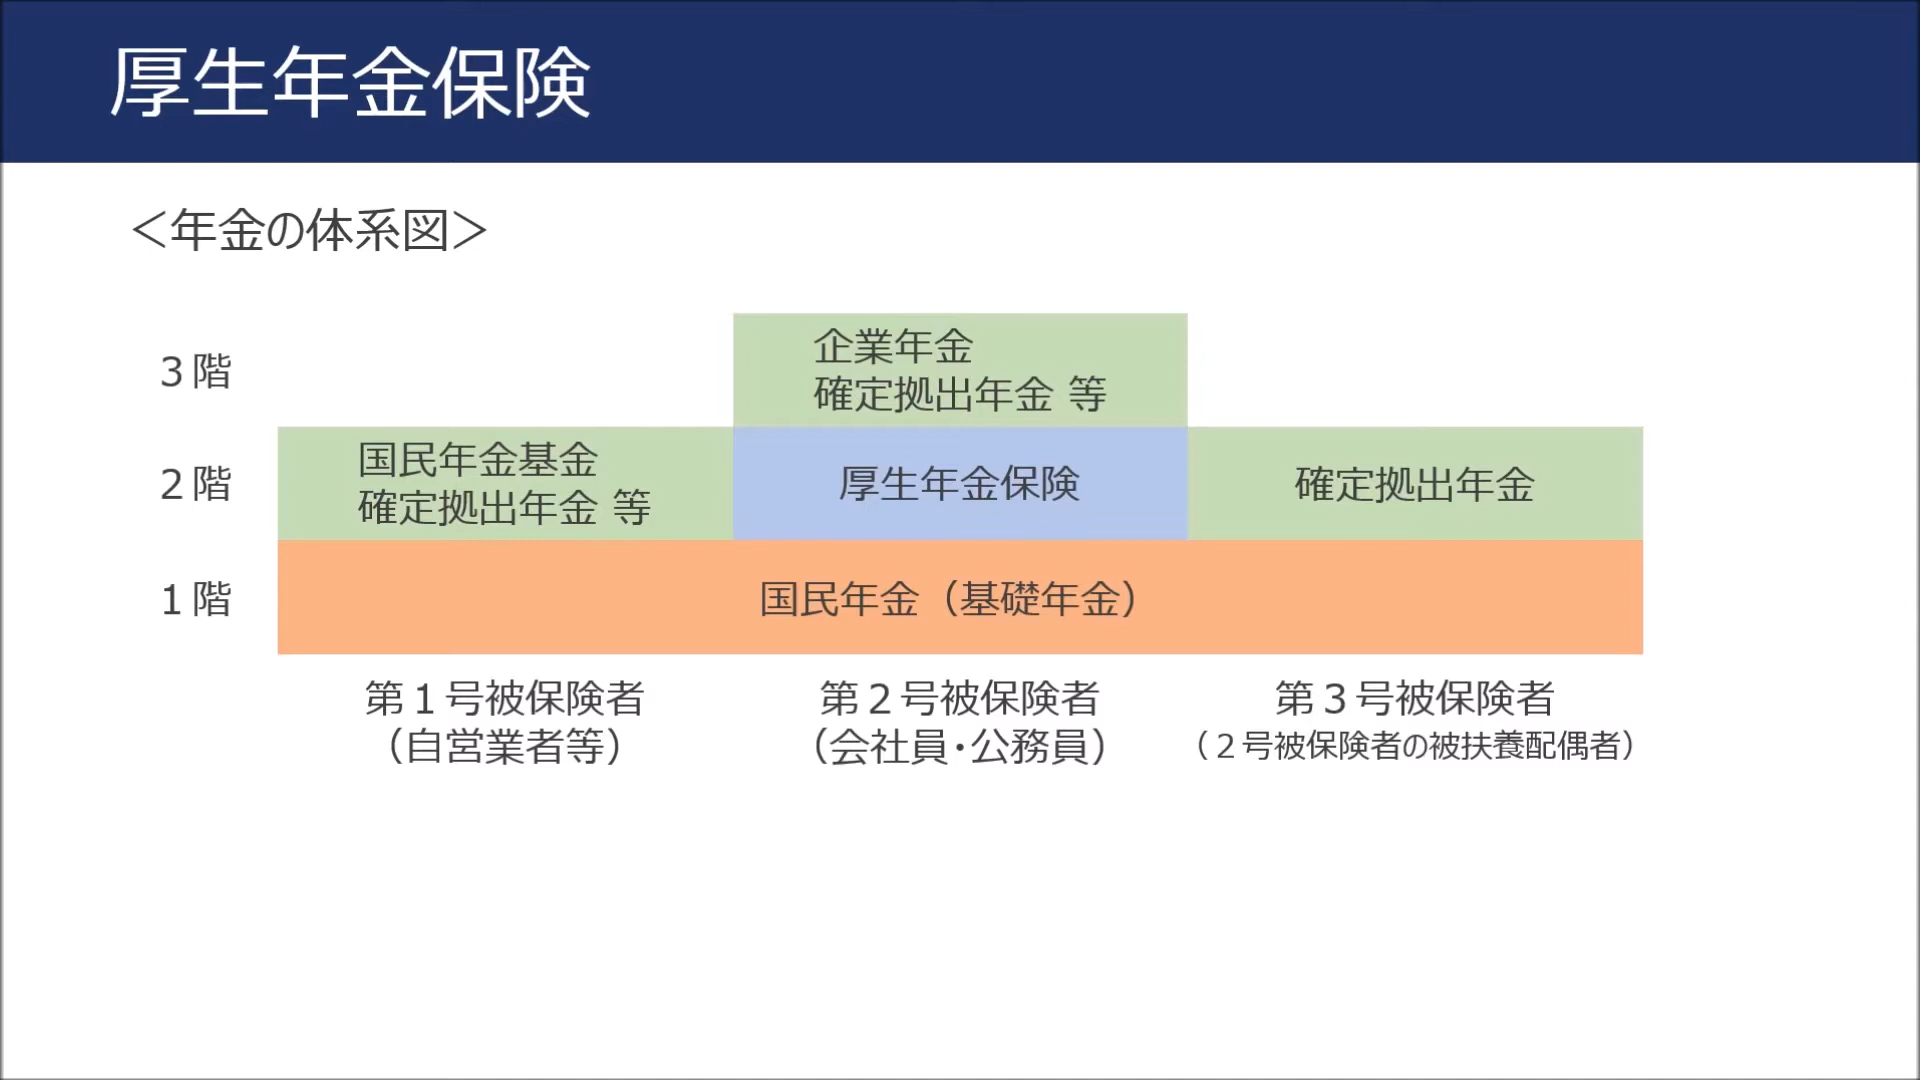 厚生年金保険
＜年金の体系図＞
３階
企業年金
確定拠出年金 等
２階
国民年金基金
確定拠出年金 等
厚生年金保険
確定拠出年金
１階
国民年金（基礎年金）
第１号被保険者
（自営業者等）
第２号被保険者
（会社員・公務員）
第３号被保険者
（２号被保険者の被扶養配偶者）